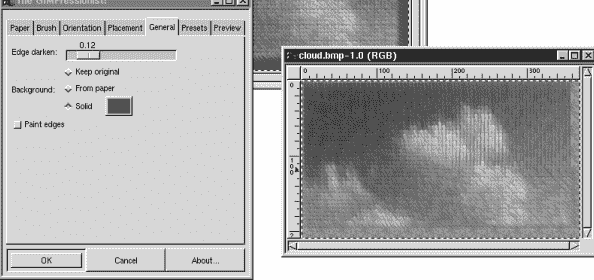 The GIMPressionist!
Paper Brush Orientation Placement General Presets Preview
0.12
Edge darken:
Keep original
Background:
From paper
Solid
Paint edges
OK Cancel About...
cloud.bmp-1.0 (RGB)
0 100 200 300
0
100
2